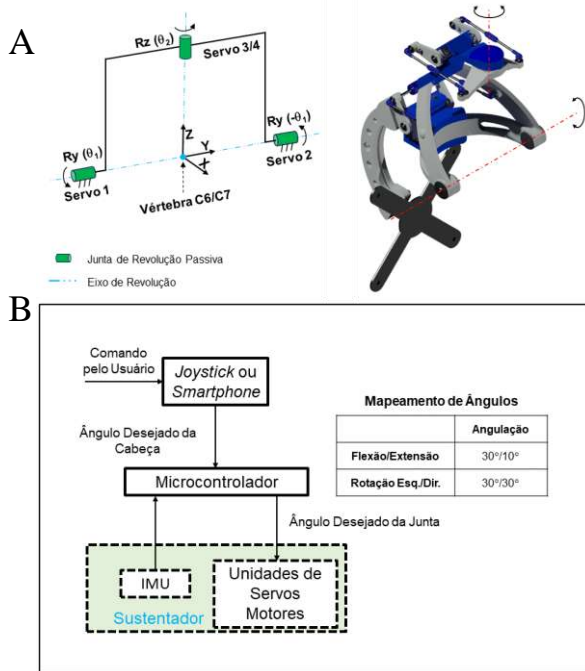 A
Rz (θ₂)
Servo 3/4
Ry (θ₁)
Servo 1
Z
Y
X
Ry (-θ₁)
Servo 2
Vértebra C6/C7
Junta de Revolução Passiva
Eixo de Revolução
B
Comando
pelo Usuário
Joystick ou
Smartphone
Ângulo Desejado da
Cabeça
Microcontrolador
Ângulo Desejado da Junta
IMU
Unidades de
Servos
Motores
Sustentador
Mapeamento de Ângulos
Angulação
Flexão/Extensão 30°/10°
Rotação Esq./Dir. 30°/30°